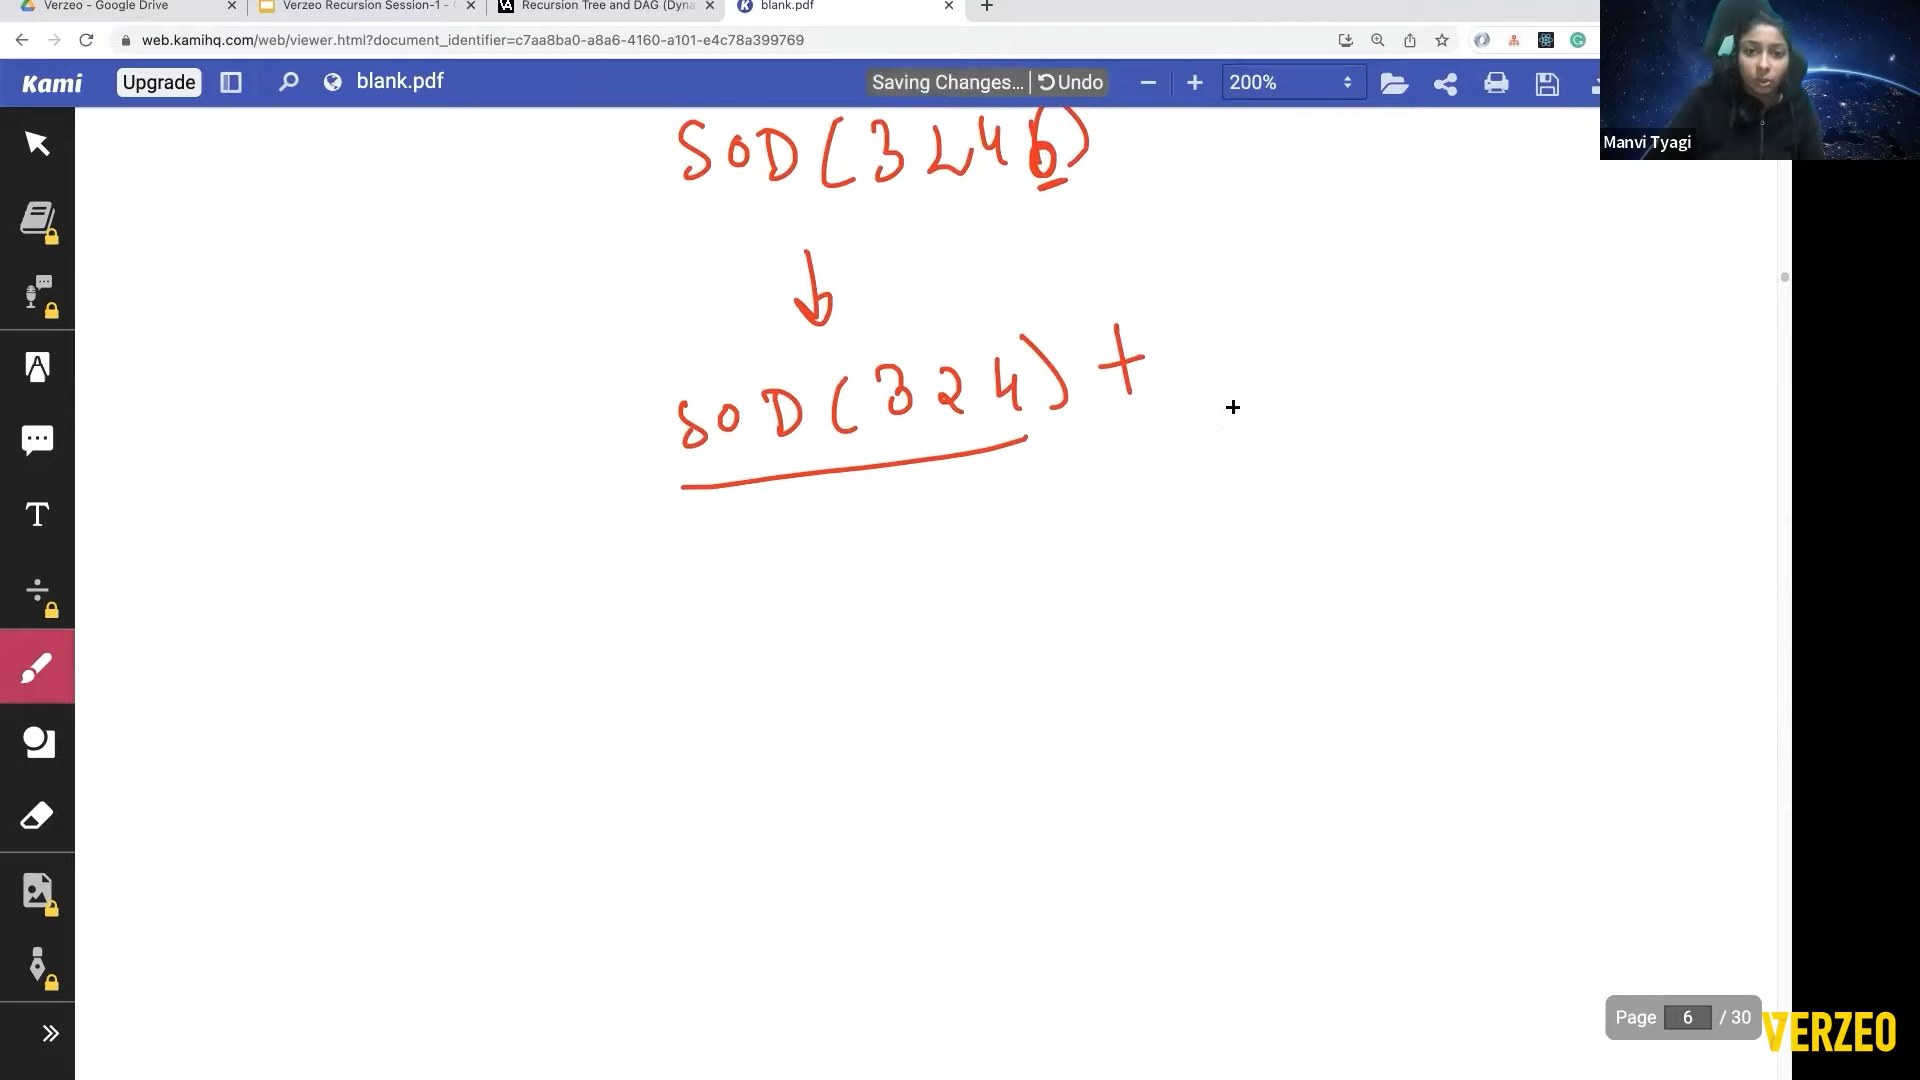 Verzeo - Google Drive
Verzeo Recursion Session-1 -
Recursion Tree and DAG (Dyna
blank.pdf
web.kamihq.com/web/viewer.html?document_identifier=c7aa8ba0-a8a6-4160-a101-e4c78a399769
Kami
Upgrade
blank.pdf
Saving Changes... | Undo
200%
Manvi Tyagi
SOD(3246)
SOD(324) +
Page 6 / 30
VERZEO